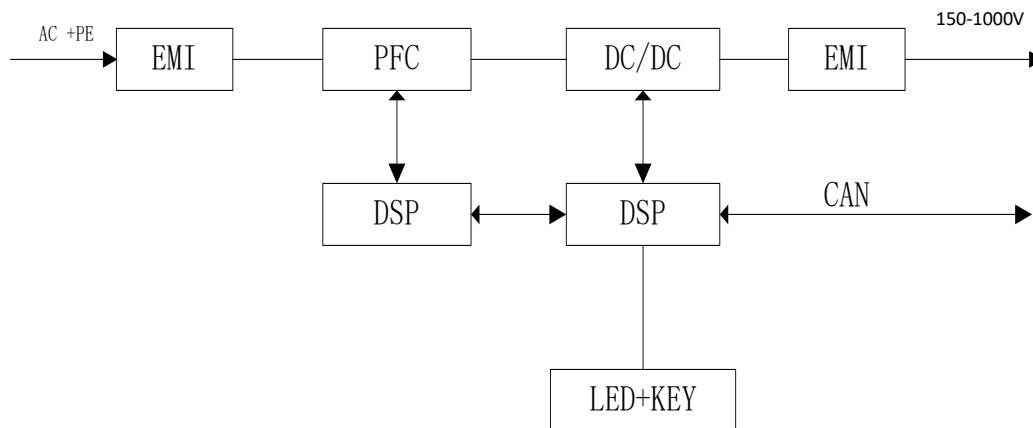 150-1000V
AC +PE
EMI
PFC
DC/DC
EMI
DSP
DSP
CAN
LED+KEY